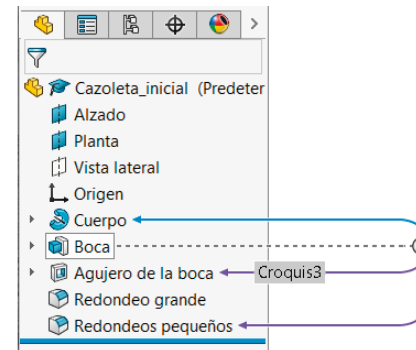 Cazoleta_inicial (Predeter
Alzado
Planta
Vista lateral
Origen
Cuerpo
Boca
Agujero de la boca Croquis3
Redondeo grande
Redondeos pequeños